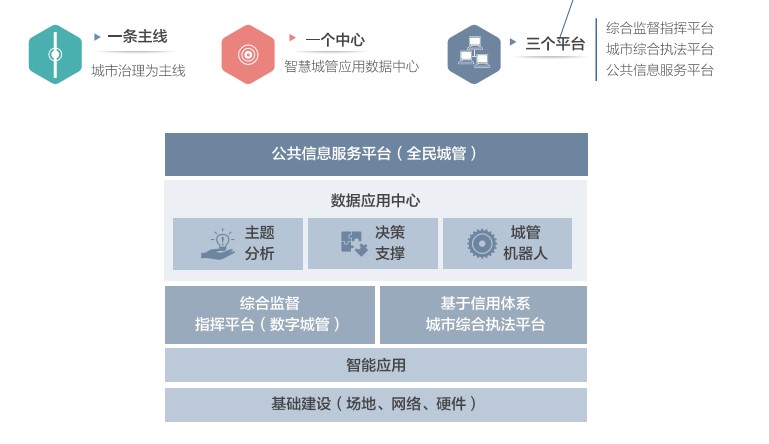 一条主线
城市治理为主线
一个中心
智慧城管应用数据中心
三个平台
综合监督指挥平台
城市综合执法平台
公共信息服务平台
公共信息服务平台（全民城管）
数据应用中心
主题
分析
决策
支撑
城管
机器人
综合监督
指挥平台（数字城管）
基于信用体系
城市综合执法平台
智能应用
基础建设（场地、网络、硬件）